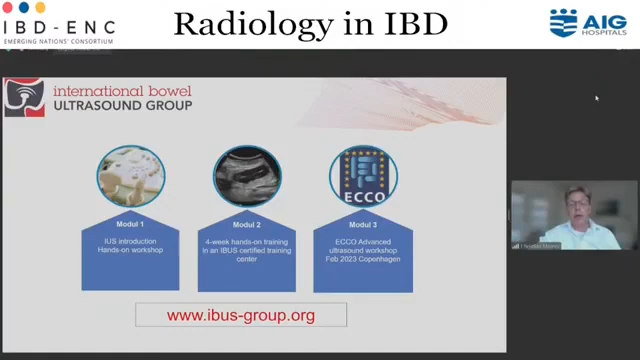 IBD-ENC
EMERGING NATIONS' CONSORTIUM
Radiology in IBD
AIG
HOSPITALS
international bowel
ULTRASOUND GROUP
ECCO
Modul 1
IUS introduction
Hands-on workshop
Modul 2
4-week hands-on training
in an IBUS certified training
center
Modul 3
ECCO Advanced
ultrasound workshop
Feb 2023 Copenhagen
www.ibus-group.org